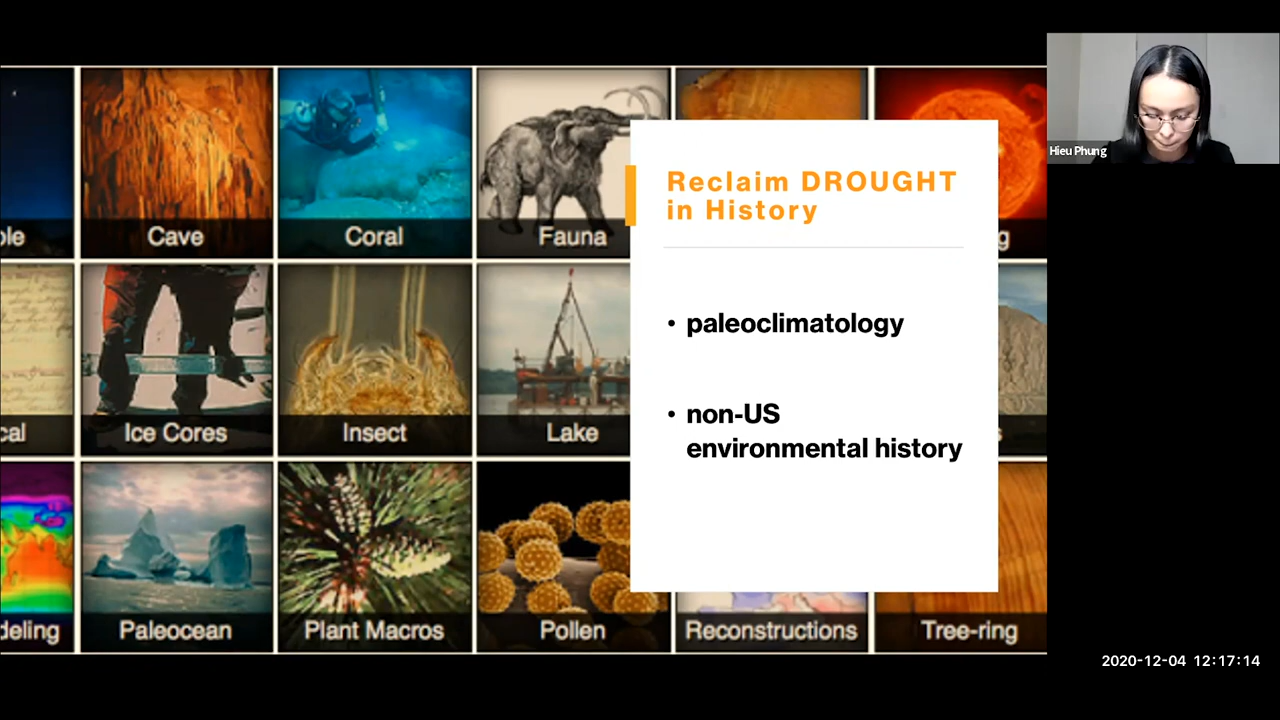 ole
Cave
Coral
Fauna
g
Reclaim DROUGHT
in History
• paleoclimatology
• non-US
environmental history
cal
Ice Cores
Insect
Lake
s
deling
Paleocean
Plant Macros
Pollen
Reconstructions
Tree-ring
Hieu Phung
2020-12-04 12:17:14